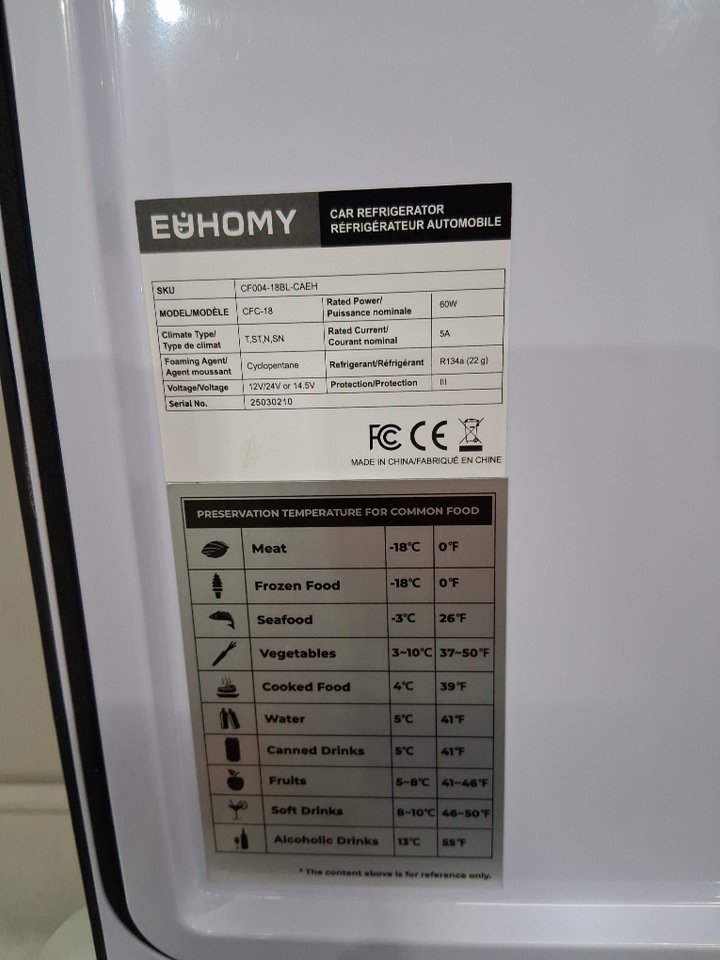 EUHOMY
CAR REFRIGERATOR
RÉFRIGÉRATEUR AUTOMOBILE
SKU CF004-18BL-CAEH
MODEL/MODÈLE CFC-18 Rated Power/ Puissance nominale 60W
Climate Type/ Type de climat T,ST,N,SN Rated Current/ Courant nominal 5A
Foaming Agent/ Agent moussant Cyclopentane Refrigerant/Réfrigérant R134a (22 g)
Voltage/Voltage 12V/24V or 14.5V Protection/Protection III
Serial No. 25030210
FC CE
MADE IN CHINA/FABRIQUÉ EN CHINE
PRESERVATION TEMPERATURE FOR COMMON FOOD
Meat -18°C 0°F
Frozen Food -18°C 0°F
Seafood -3°C 26°F
Vegetables 3~10°C 37~50°F
Cooked Food 4°C 39°F
Water 5°C 41°F
Canned Drinks 5°C 41°F
Fruits 5~8°C 41~46°F
Soft Drinks 8~10°C 46~50°F
Alcoholic Drinks 13°C 55°F
* The content above is for reference only.